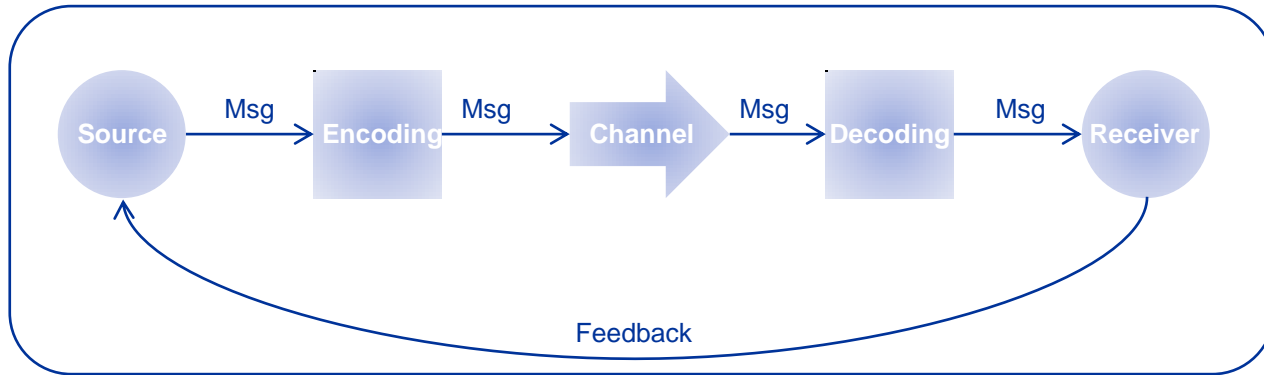 Msg
Msg
Msg
Msg
Source
Encoding
Channel
Decoding
Receiver
Feedback